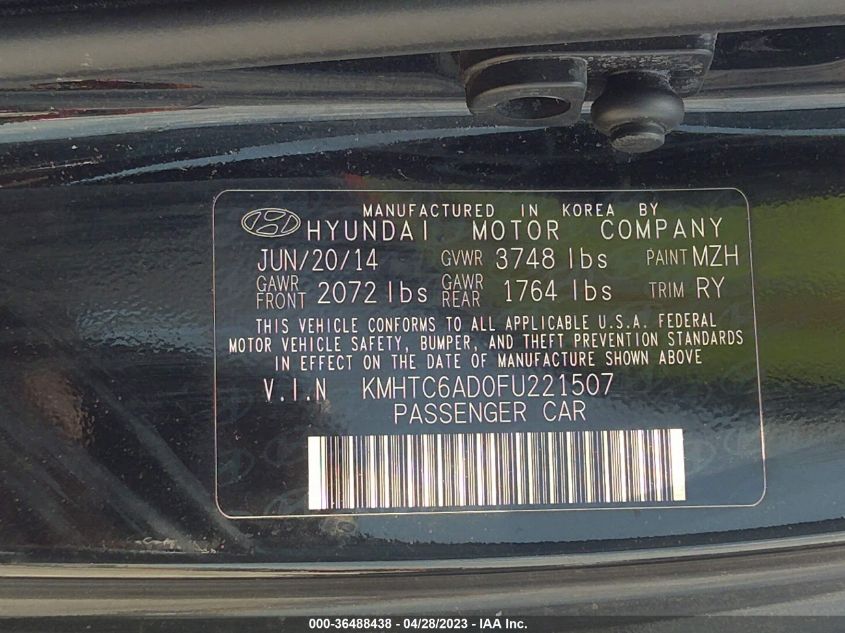 MANUFACTURED IN KOREA BY
HYUNDAI MOTOR COMPANY
JUN/20/14 GVWR 3748 lbs PAINT MZH
GAWR FRONT 2072 lbs GAWR REAR 1764 lbs TRIM RY
THIS VEHICLE CONFORMS TO ALL APPLICABLE U.S.A. FEDERAL
MOTOR VEHICLE SAFETY, BUMPER, AND THEFT PREVENTION STANDARDS
IN EFFECT ON THE DATE OF MANUFACTURE SHOWN ABOVE
V.I.N KMHTC6AD0FU221507
PASSENGER CAR
000-36488438 - 04/28/2023 - IAA Inc.